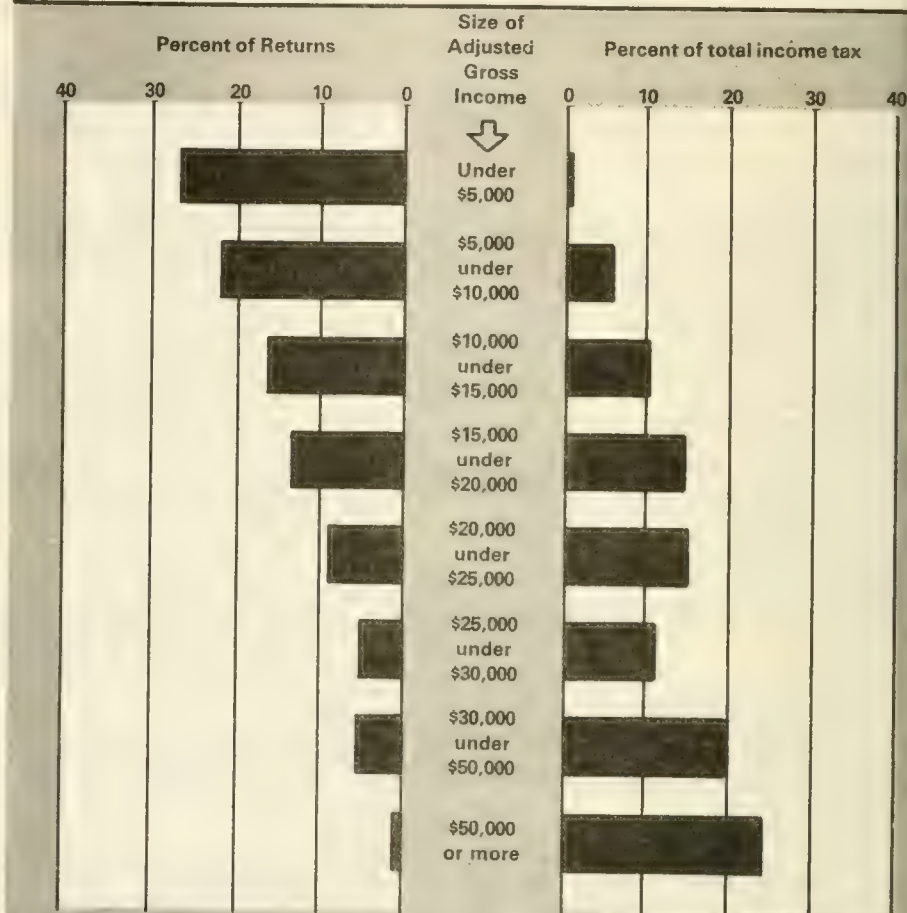 Percent of Returns
Size of
Adjusted
Gross
Income
Percent of total income tax
40 30 20 10 0
0 10 20 30 40
Under
$5,000
$5,000
under
$10,000
$10,000
under
$15,000
$15,000
under
$20,000
$20,000
under
$25,000
$25,000
under
$30,000
$30,000
under
$50,000
$50,000
or more